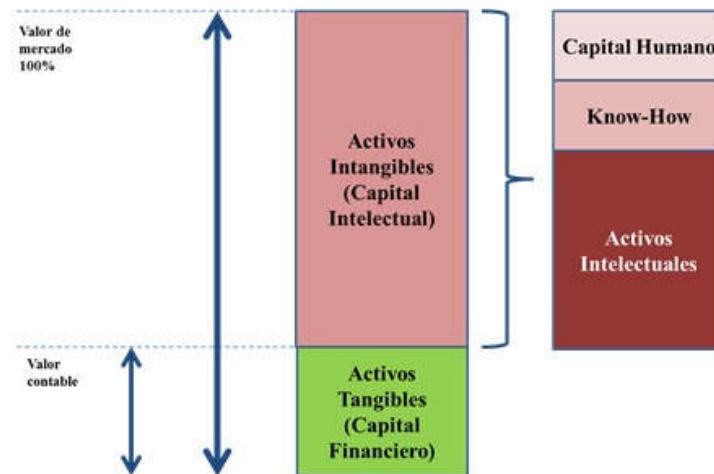 Valor de
mercado
100%
Activos
Intangibles
(Capital
Intelectual)
Capital Humano
Know-How
Activos
Intelectuales
Valor
contable
Activos
Tangibles
(Capital
Financiero)